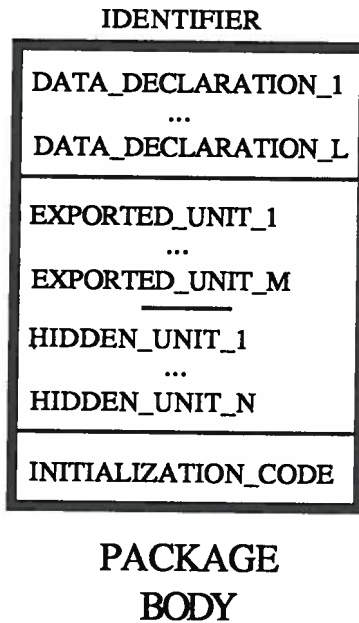 IDENTIFIER
DATA_DECLARATION_1
...
DATA_DECLARATION_L
EXPORTED_UNIT_1
...
EXPORTED_UNIT_M
HIDDEN_UNIT_1
...
HIDDEN_UNIT_N
INITIALIZATION_CODE
PACKAGE
BODY